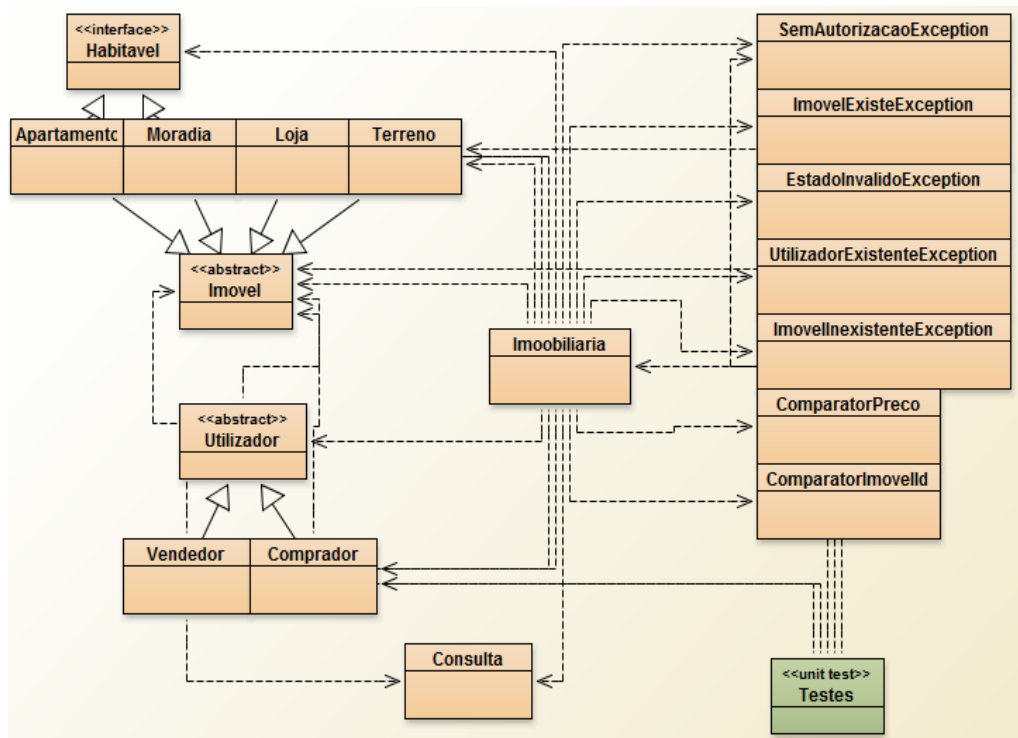 <<interface>>
Habitavel
SemAutorizacaoException
ImovelExisteException
Apartamento
Moradia
Loja
Terreno
EstadoInvalidoException
UtilizadorExistenteException
<<abstract>>
Imovel
ImovelInexistenteException
Imoobiliaria
ComparatorPreco
<<abstract>>
Utilizador
ComparatorImovelId
Vendedor
Comprador
Consulta
<<unit test>>
Testes